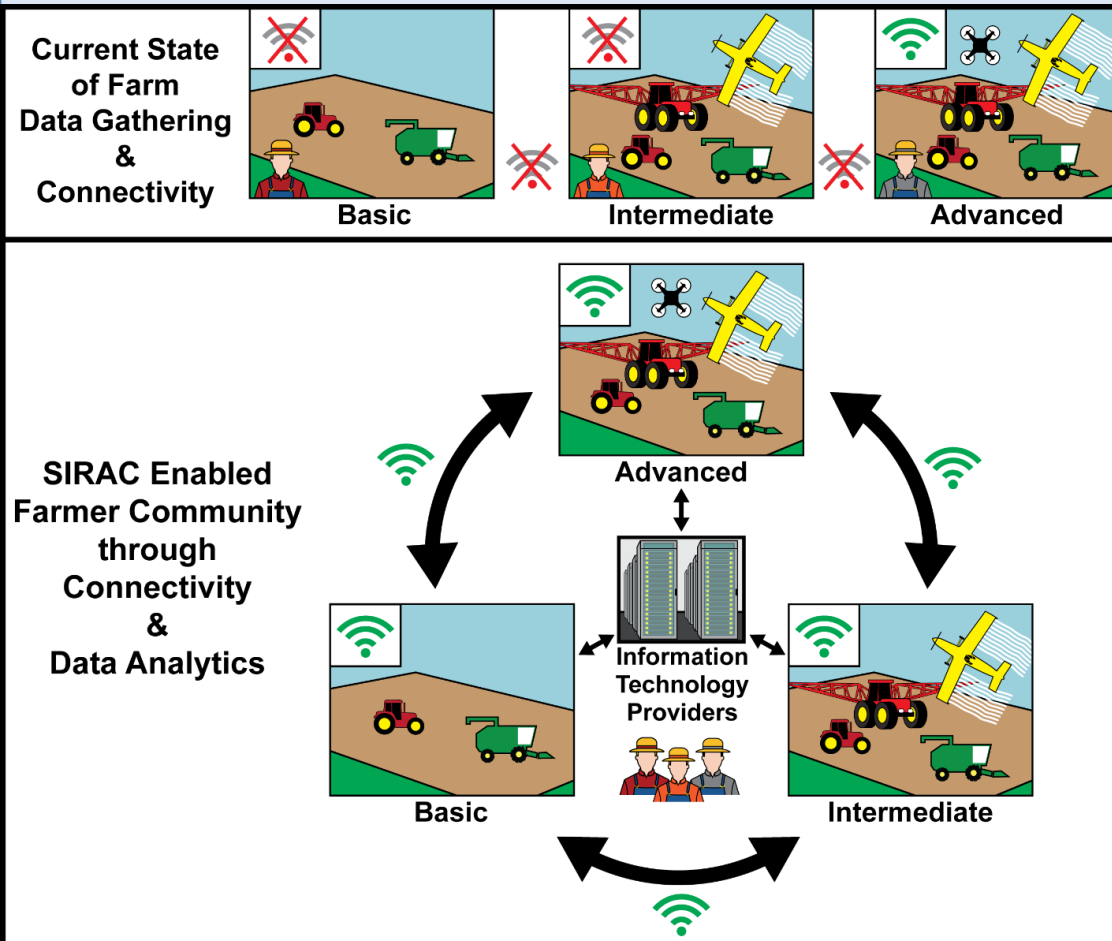 Current State
of Farm
Data Gathering
&
Connectivity
Basic
Intermediate
Advanced
SIRAC Enabled
Farmer Community
through
Connectivity
&
Data Analytics
Advanced
Information
Technology
Providers
Basic
Intermediate